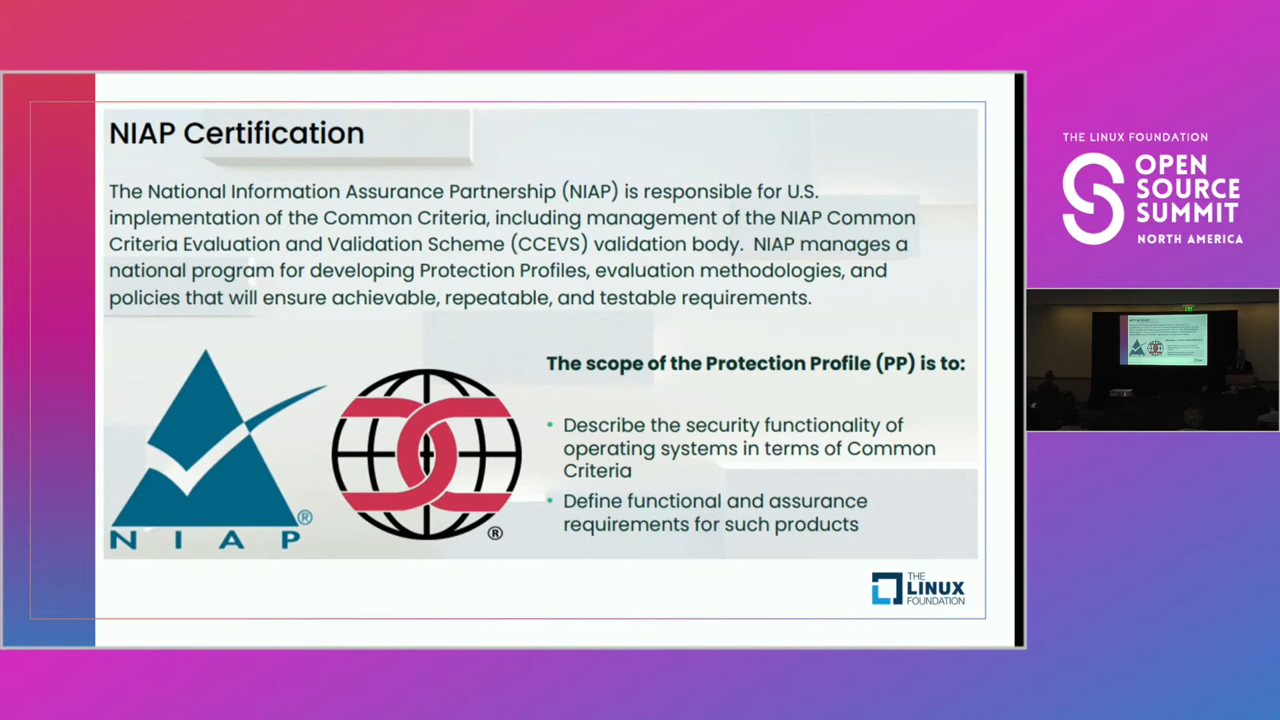 NIAP Certification
The National Information Assurance Partnership (NIAP) is responsible for U.S.
implementation of the Common Criteria, including management of the NIAP Common
Criteria Evaluation and Validation Scheme (CCEVS) validation body.  NIAP manages a
national program for developing Protection Profiles, evaluation methodologies, and
policies that will ensure achievable, repeatable, and testable requirements.
NIAP
®
®
The scope of the Protection Profile (PP) is to:
• Describe the security functionality of
operating systems in terms of Common
Criteria
• Define functional and assurance
requirements for such products
THE
LINUX
FOUNDATION
THE LINUX FOUNDATION
OPEN
SOURCE
SUMMIT
NORTH AMERICA